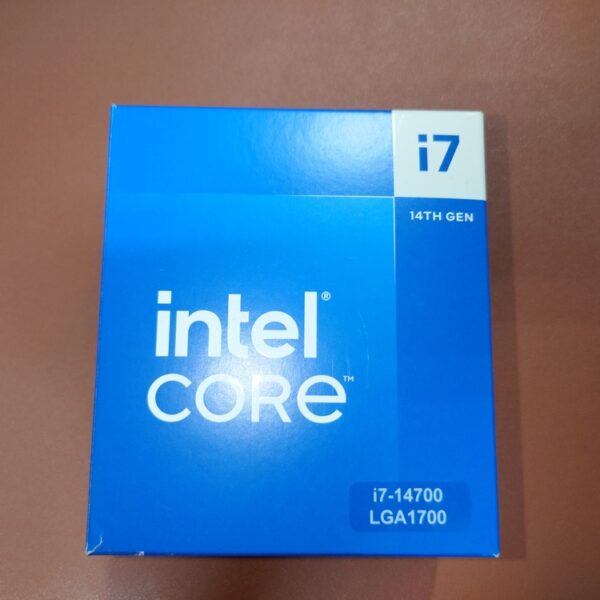 i7
14TH GEN
intel®
CORE™
i7-14700
LGA1700